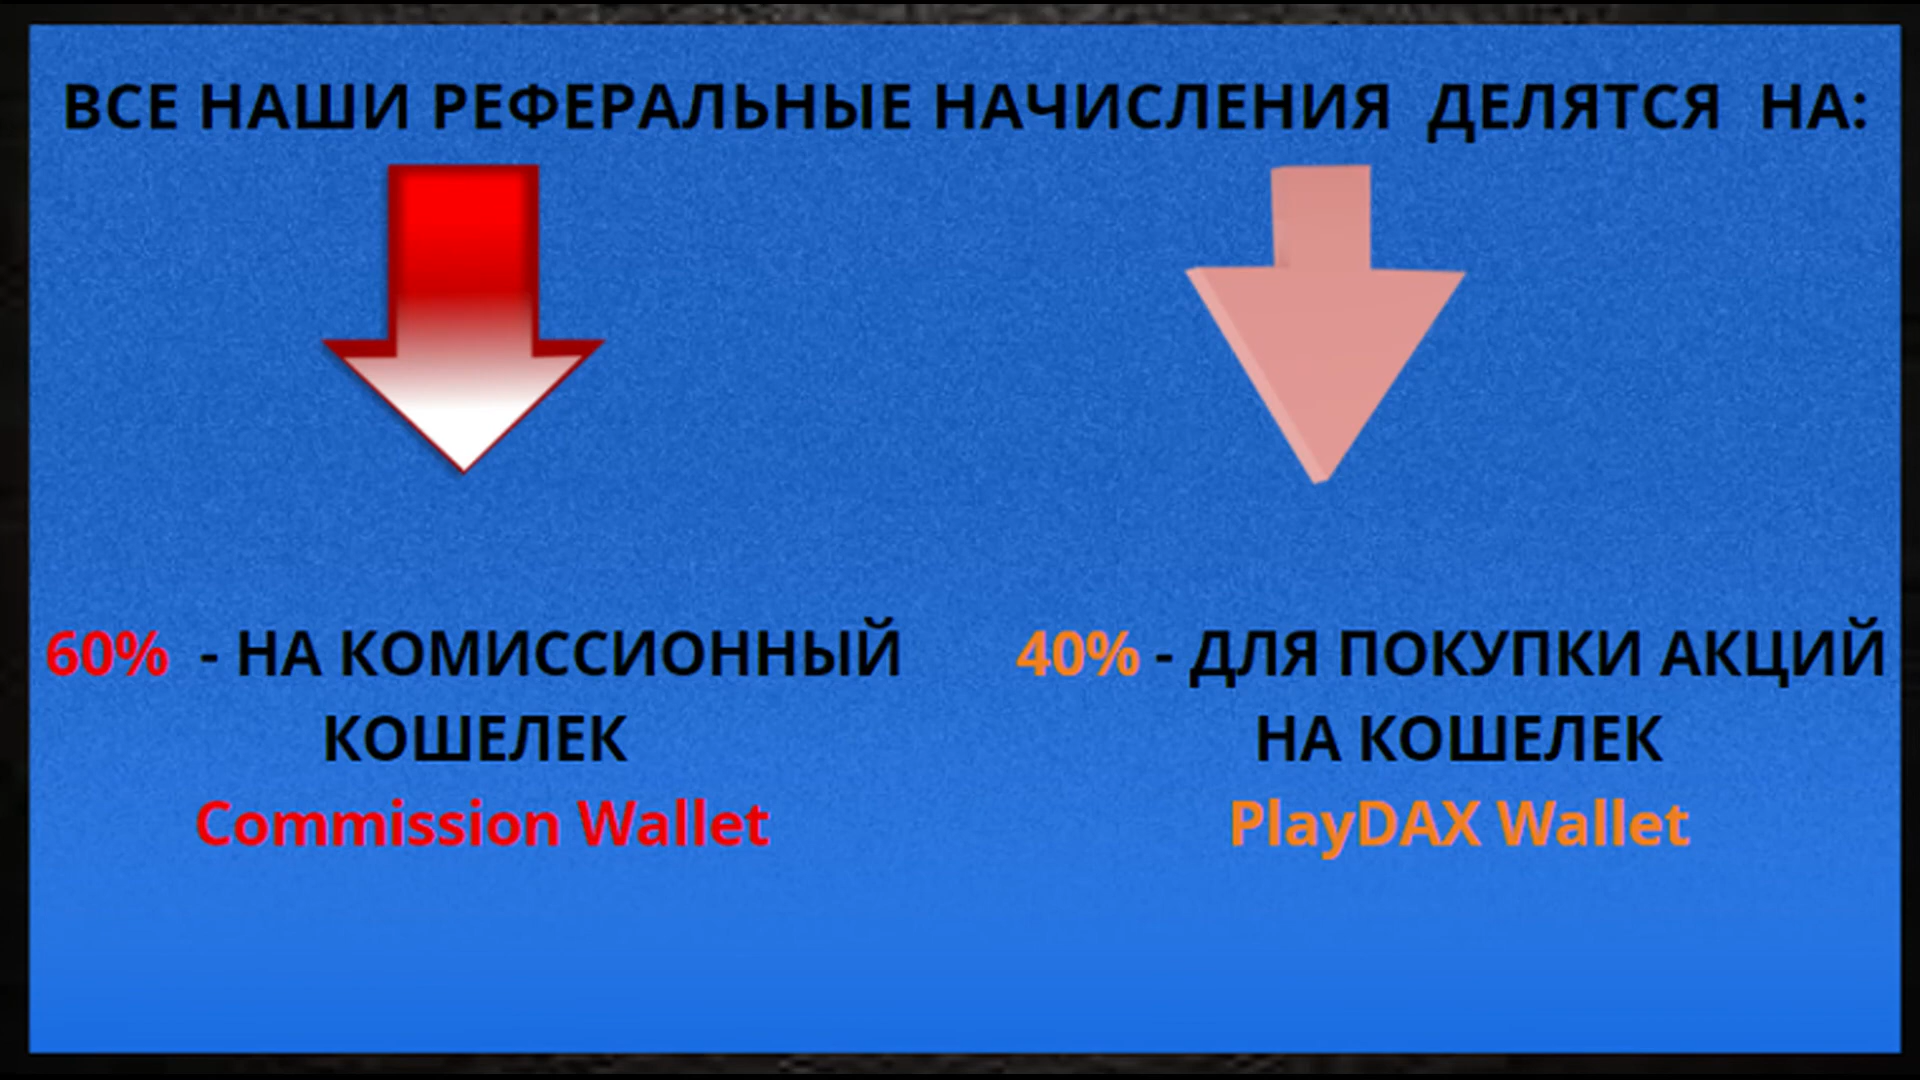 ВСЕ НАШИ РЕФЕРАЛЬНЫЕ НАЧИСЛЕНИЯ ДЕЛЯТСЯ НА:
60% - НА КОМИССИОННЫЙ
КОШЕЛЕК
Commission Wallet
40% - ДЛЯ ПОКУПКИ АКЦИЙ
НА КОШЕЛЕК
PlayDAX Wallet